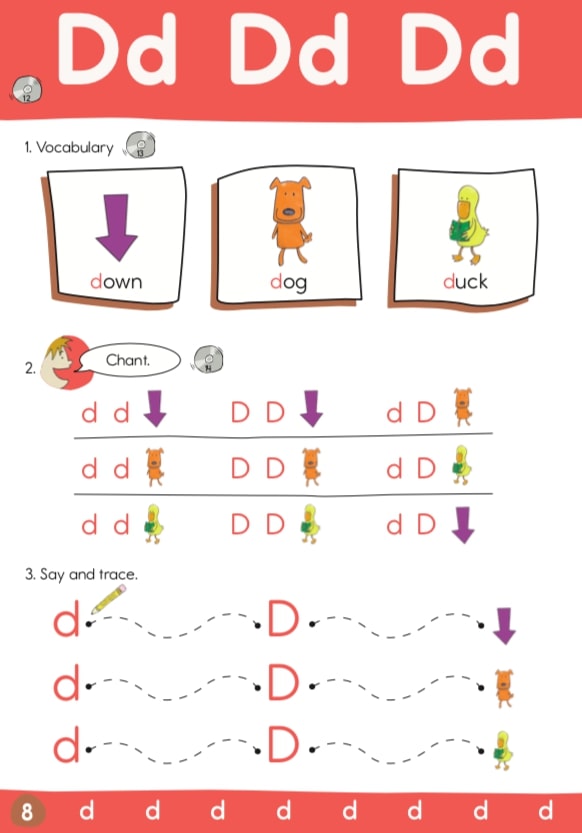 Dd Dd Dd
12
1. Vocabulary 13
down dog duck
2. Chant. 14
d d D D d D
d d D D d D
d d D D d D
3. Say and trace.
d D
d D
d D
8 d d d d d d d d